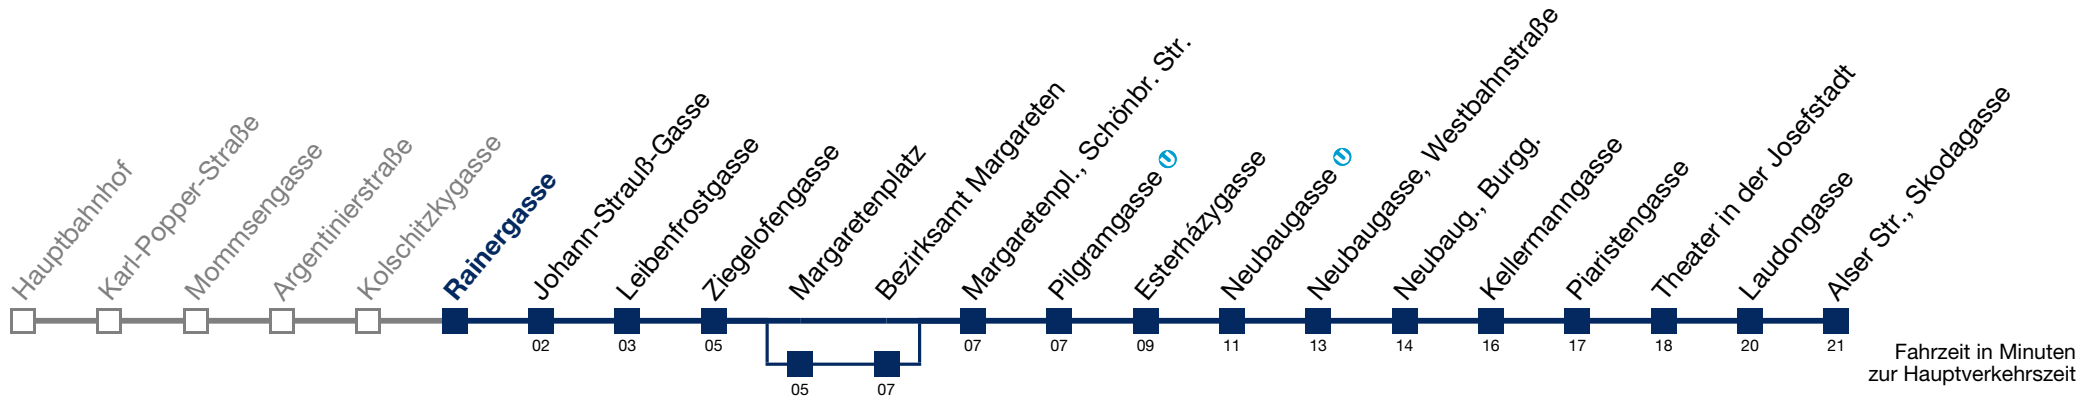 Hauptbahnhof
Karl-Popper-Straße
Mommsengasse
Argentinierstraße
Kolschitzkygasse
Rainergasse
Johann-Strauß-Gasse
Leibenfrostgasse
Ziegelofengasse
Margaretenplatz
Bezirksamt Margareten
Margaretenpl., Schönbr. Str.
Pilgramgasse U
Esterházygasse
Neubaugasse U
Neubaugasse, Westbahnstraße
Neubaug., Burgg.
Kellermanngasse
Piaristengasse
Theater in der Josefstadt
Laudongasse
Alser Str., Skodagasse
02 03 05 07 07 09 11 13 14 16 17 18 20 21
05 07
Fahrzeit in Minuten
zur Hauptverkehrszeit